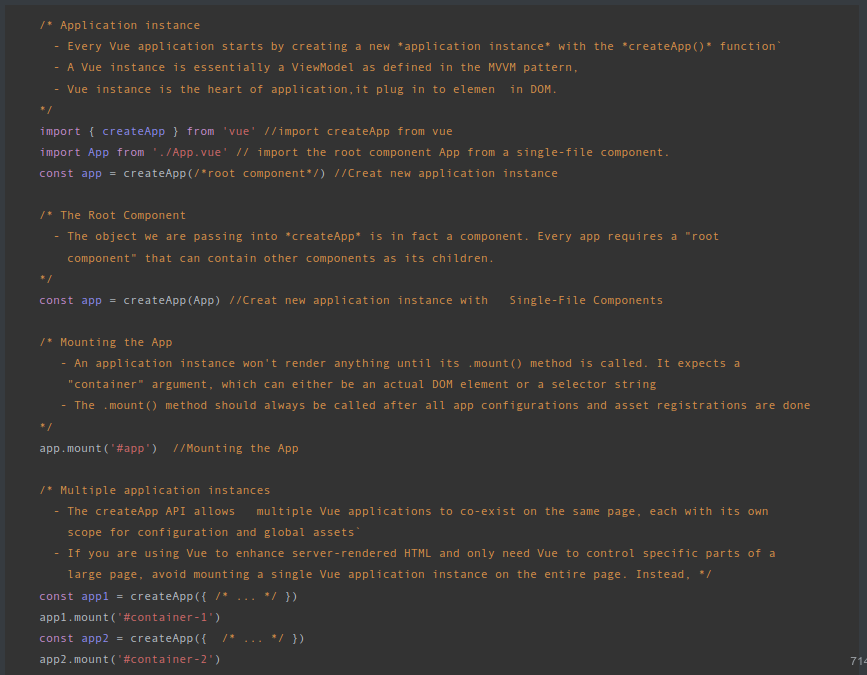 /* Application instance
- Every Vue application starts by creating a new *application instance* with the *createApp()* function`
- A Vue instance is essentially a ViewModel as defined in the MVVM pattern,
- Vue instance is the heart of application,it plug in to elemen  in DOM.
*/
import { createApp } from 'vue' //import createApp from vue
import App from './App.vue' // import the root component App from a single-file component.
const app = createApp(/*root component*/) //Creat new application instance
/* The Root Component
- The object we are passing into *createApp* is in fact a component. Every app requires a "root
component" that can contain other components as its children.
*/
const app = createApp(App) //Creat new application instance with   Single-File Components
/* Mounting the App
- An application instance won't render anything until its .mount() method is called. It expects a
"container" argument, which can either be an actual DOM element or a selector string
- The .mount() method should always be called after all app configurations and asset registrations are done
*/
app.mount('#app')  //Mounting the App
/* Multiple application instances
- The createApp API allows   multiple Vue applications to co-exist on the same page, each with its own
scope for configuration and global assets`
- If you are using Vue to enhance server-rendered HTML and only need Vue to control specific parts of a
large page, avoid mounting a single Vue application instance on the entire page. Instead, */
const app1 = createApp({ /* ... */ })
app1.mount('#container-1')
const app2 = createApp({  /* ... */ })
app2.mount('#container-2')